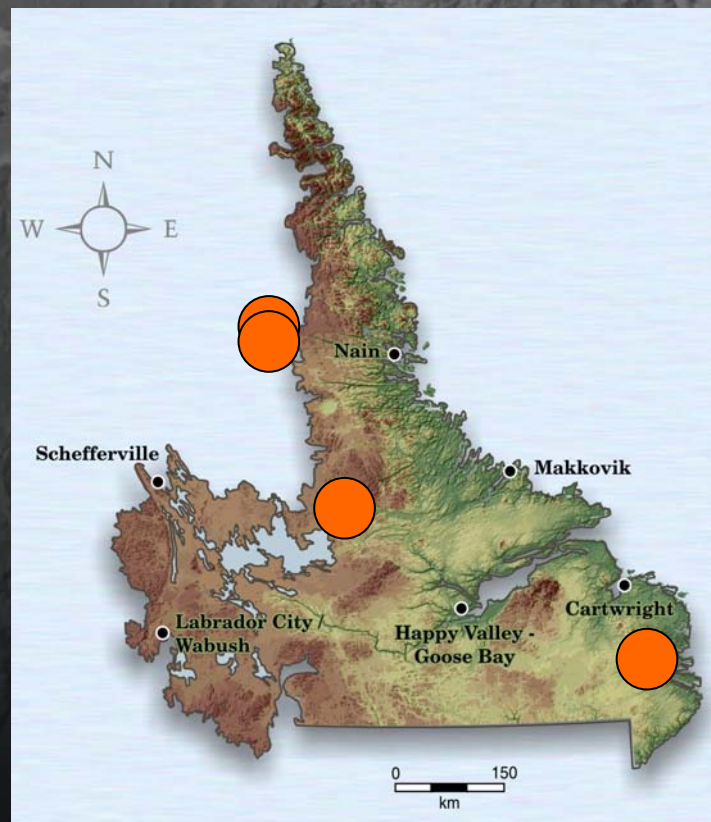 N
W E
S
Nain
Schefferville
Makkovik
Cartwright
Labrador City /
Wabush
Happy Valley -
Goose Bay
0 150
km